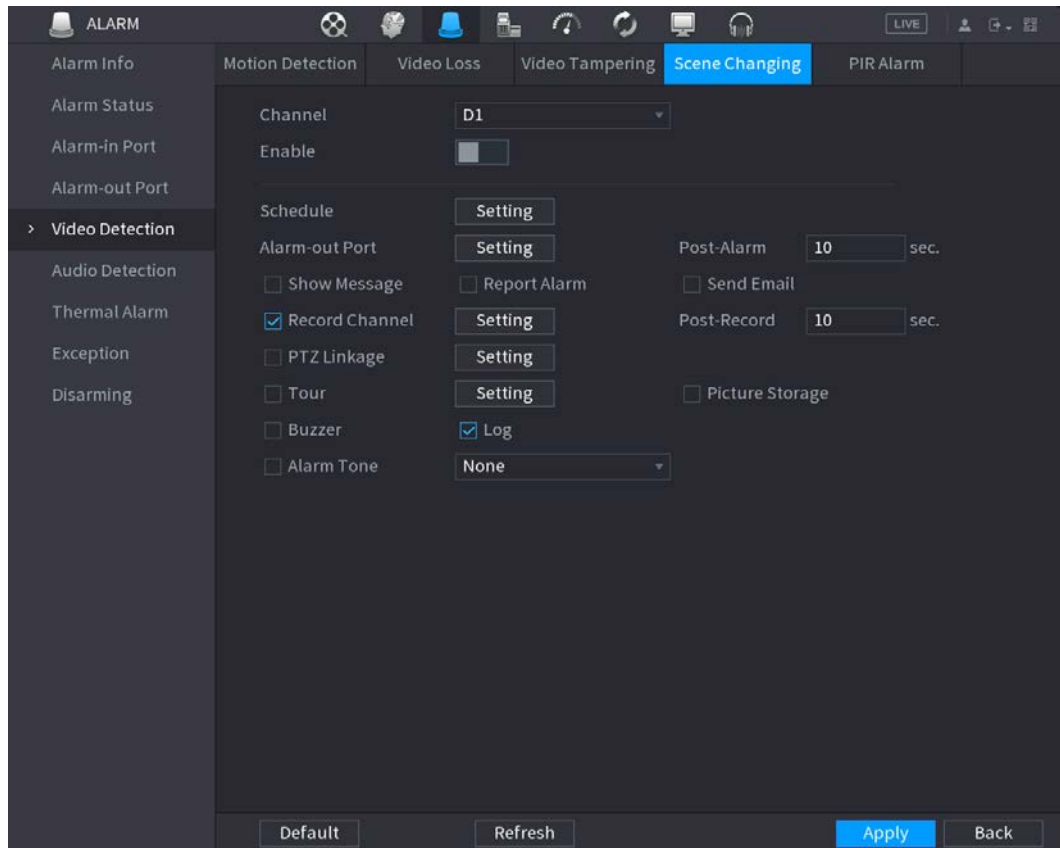 ALARM LIVE
Alarm Info
Alarm Status
Alarm-in Port
Alarm-out Port
> Video Detection
Audio Detection
Thermal Alarm
Exception
Disarming
Motion Detection Video Loss Video Tampering Scene Changing PIR Alarm
Channel D1
Enable
Schedule Setting
Alarm-out Port Setting Post-Alarm 10 sec.
Show Message Report Alarm Send Email
Record Channel Setting Post-Record 10 sec.
PTZ Linkage Setting
Tour Setting Picture Storage
Buzzer Log
Alarm Tone None
Default Refresh Apply Back